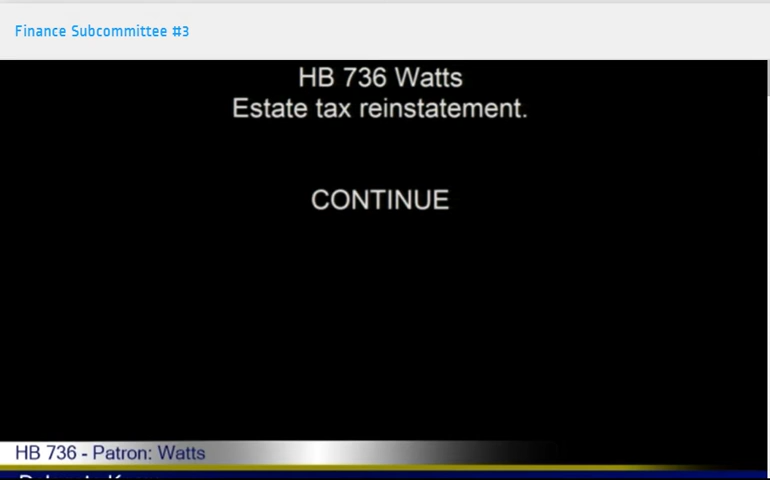 Finance Subcommittee #3
HB 736 Watts
Estate tax reinstatement.
CONTINUE
HB 736 - Patron: Watts